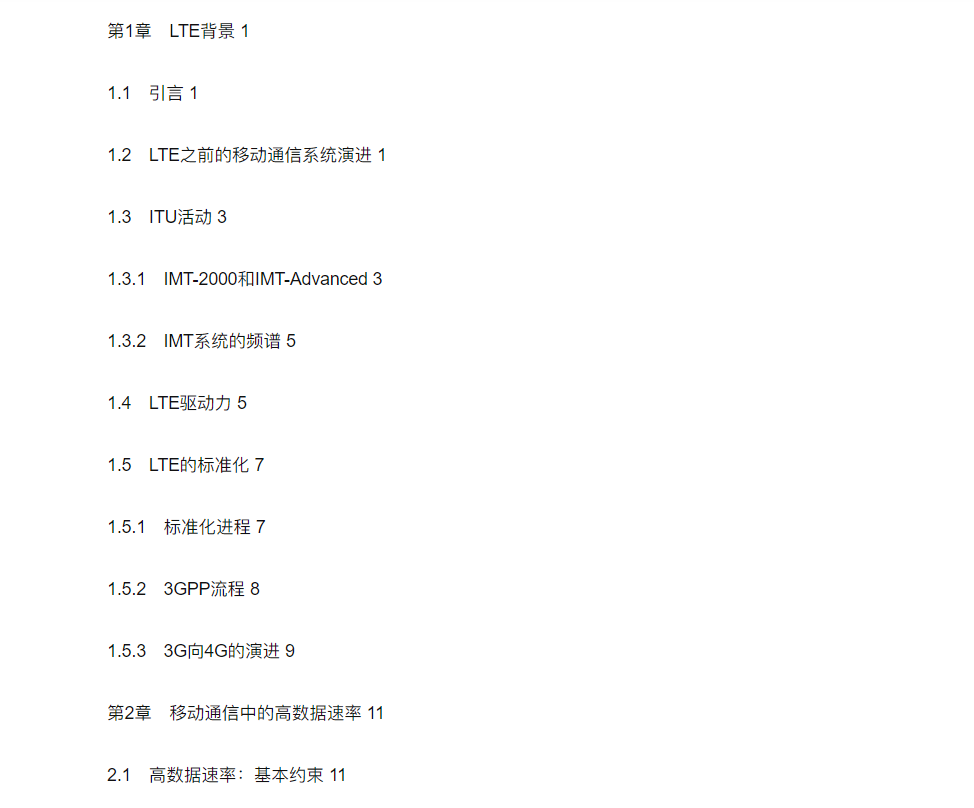 第1章　LTE背景 1
1.1　引言 1
1.2　LTE之前的移动通信系统演进 1
1.3　ITU活动 3
1.3.1　IMT-2000和IMT-Advanced 3
1.3.2　IMT系统的频谱 5
1.4　LTE驱动力 5
1.5　LTE的标准化 7
1.5.1　标准化进程 7
1.5.2　3GPP流程 8
1.5.3　3G向4G的演进 9
第2章　移动通信中的高数据速率 11
2.1　高数据速率：基本约束 11